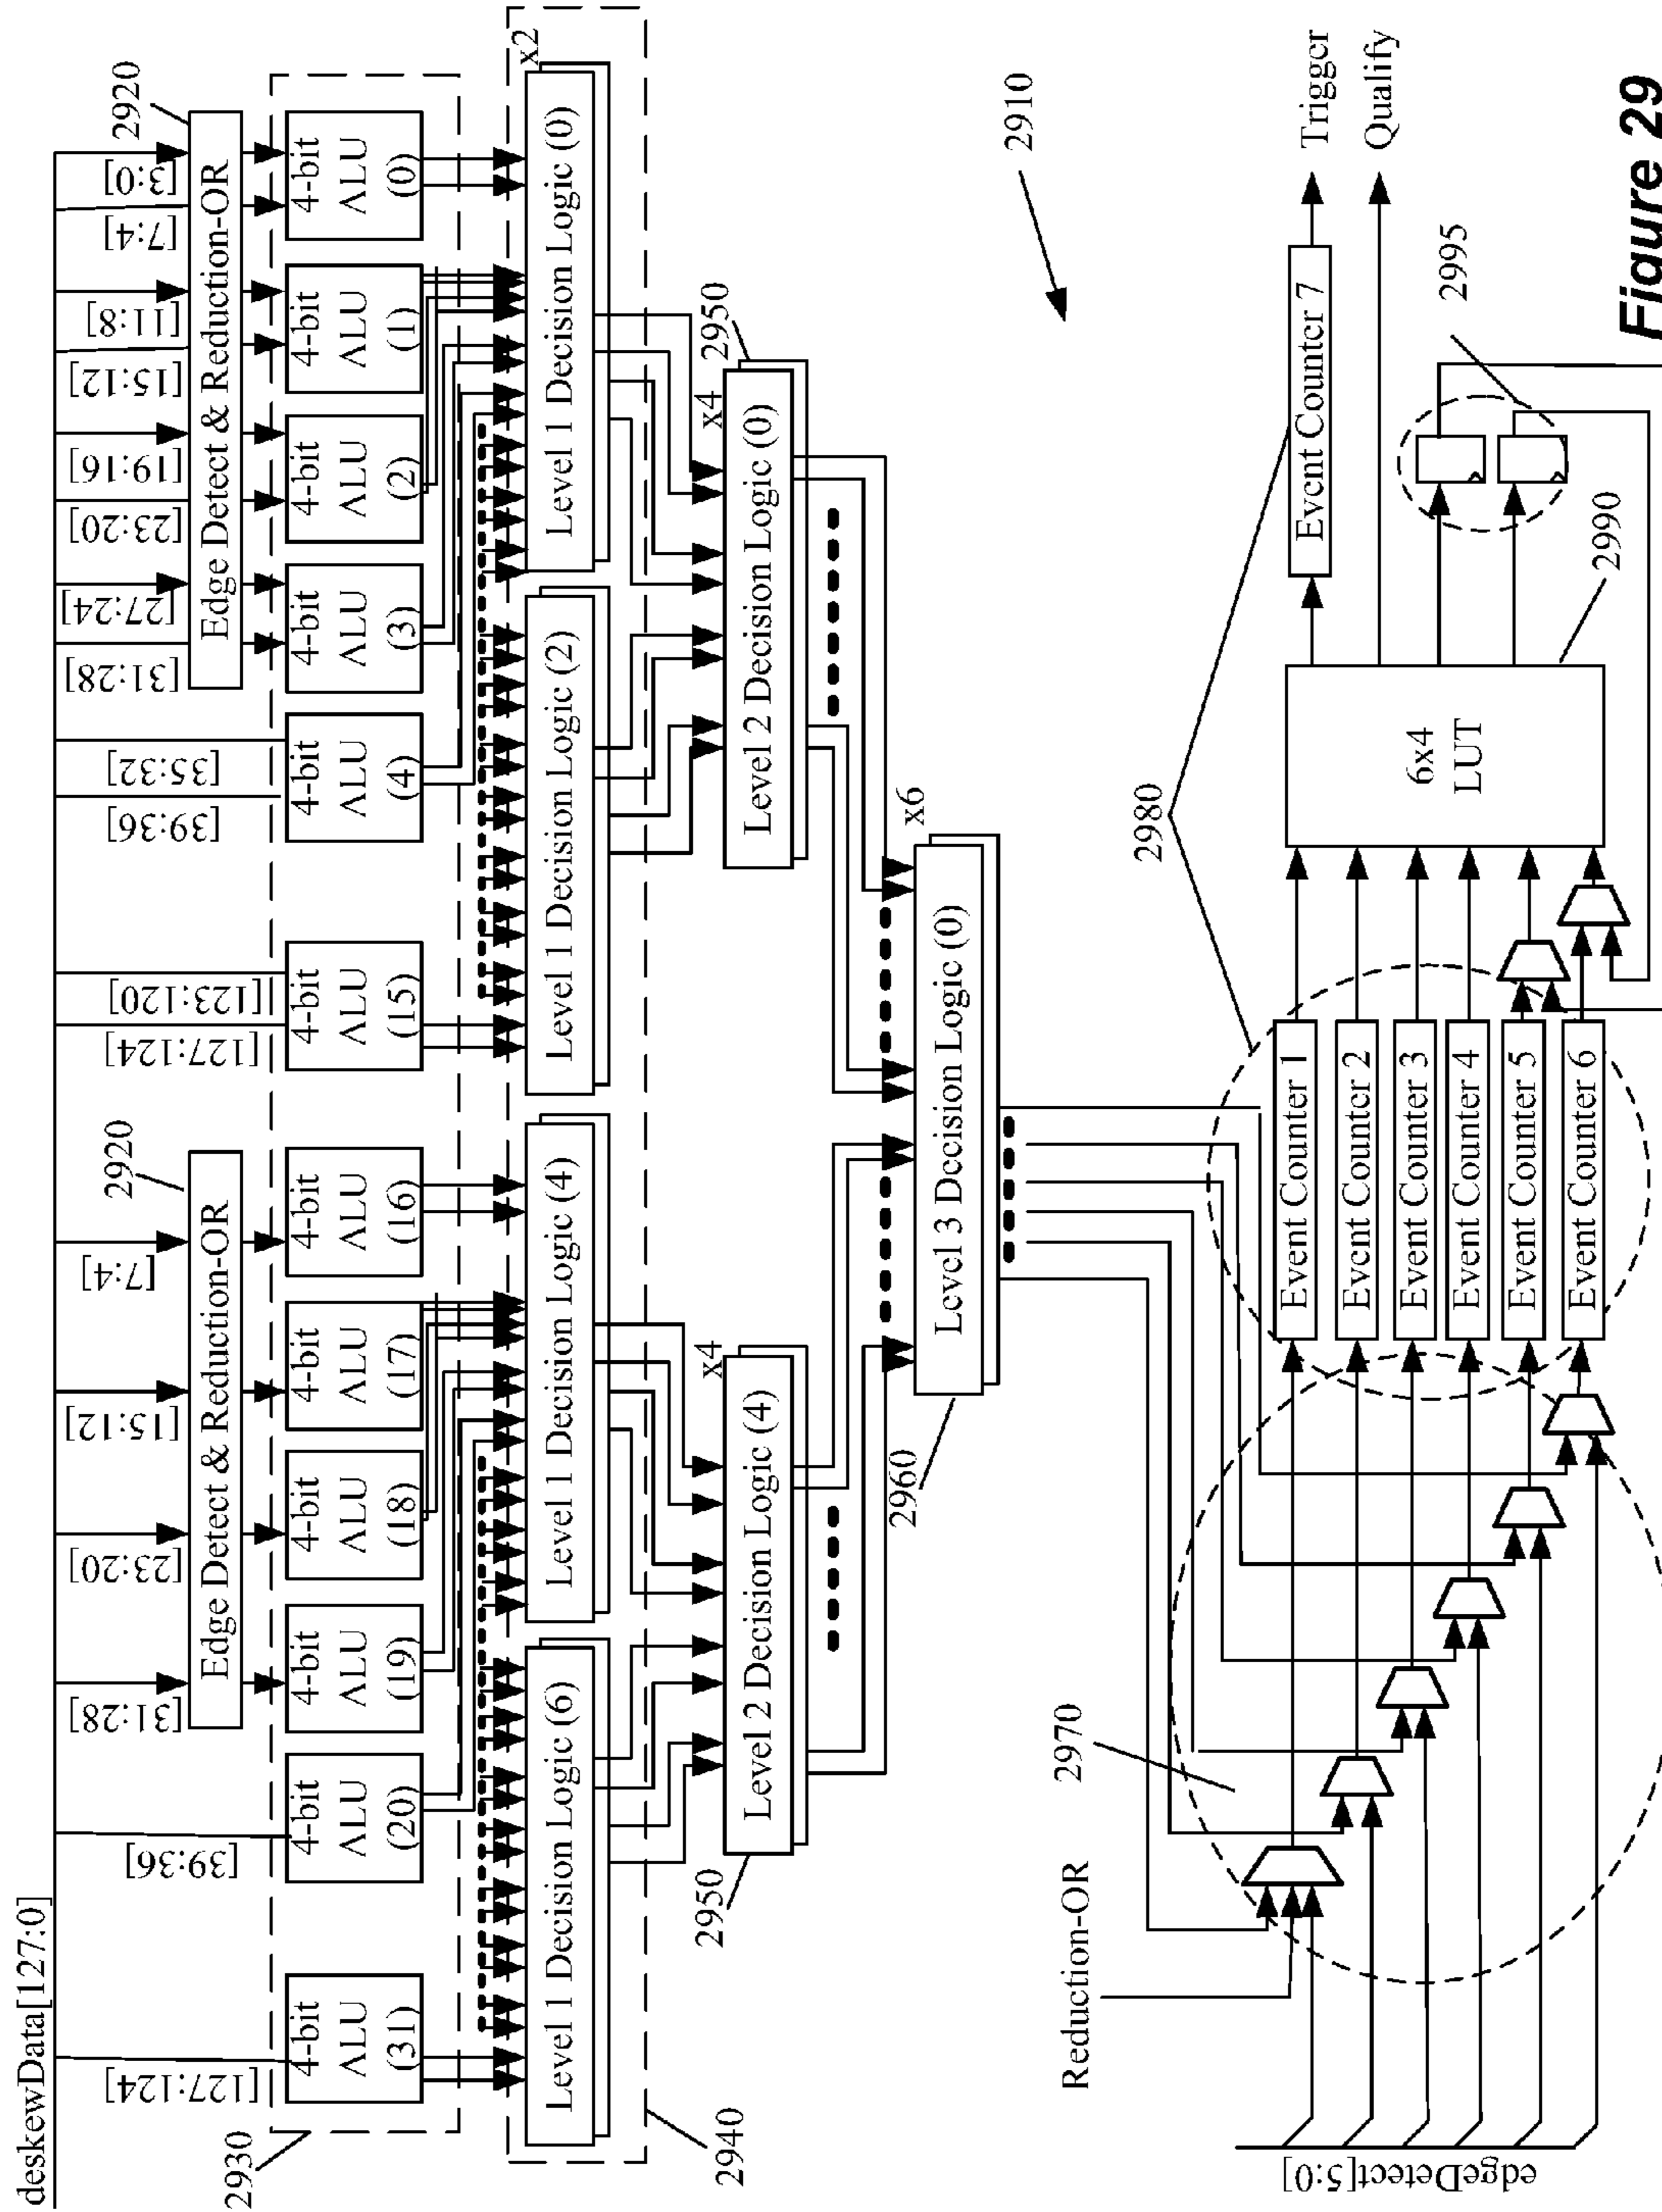 deskewData[127:0]
[127:124]
[39:36]
[31:28]
[23:20]
[15:12]
[7:4]
[127:124]
[123:120]
[39:36]
[35:32]
[31:28]
[27:24]
[23:20]
[19:16]
[15:12]
[11:8]
[7:4]
[3:0]
2920
Edge Detect & Reduction-OR
2920
Edge Detect & Reduction-OR
2930
4-bit
ALU
(31)
4-bit
ALU
(20)
4-bit
ALU
(19)
4-bit
ALU
(18)
4-bit
ALU
(17)
4-bit
ALU
(16)
4-bit
ALU
(15)
4-bit
ALU
(4)
4-bit
ALU
(3)
4-bit
ALU
(2)
4-bit
ALU
(1)
4-bit
ALU
(0)
x2
Level 1 Decision Logic (6)
Level 1 Decision Logic (4)
Level 1 Decision Logic (2)
Level 1 Decision Logic (0)
2940
2950
x4
Level 2 Decision Logic (4)
x4
2950
Level 2 Decision Logic (0)
2960
x6
Level 3 Decision Logic (0)
2910
Reduction-OR
2970
edgeDetect[5:0]
2980
Event Counter 1
Event Counter 2
Event Counter 3
Event Counter 4
Event Counter 5
Event Counter 6
6x4
LUT
2990
Event Counter 7
2995
Trigger
Qualify
Figure 29